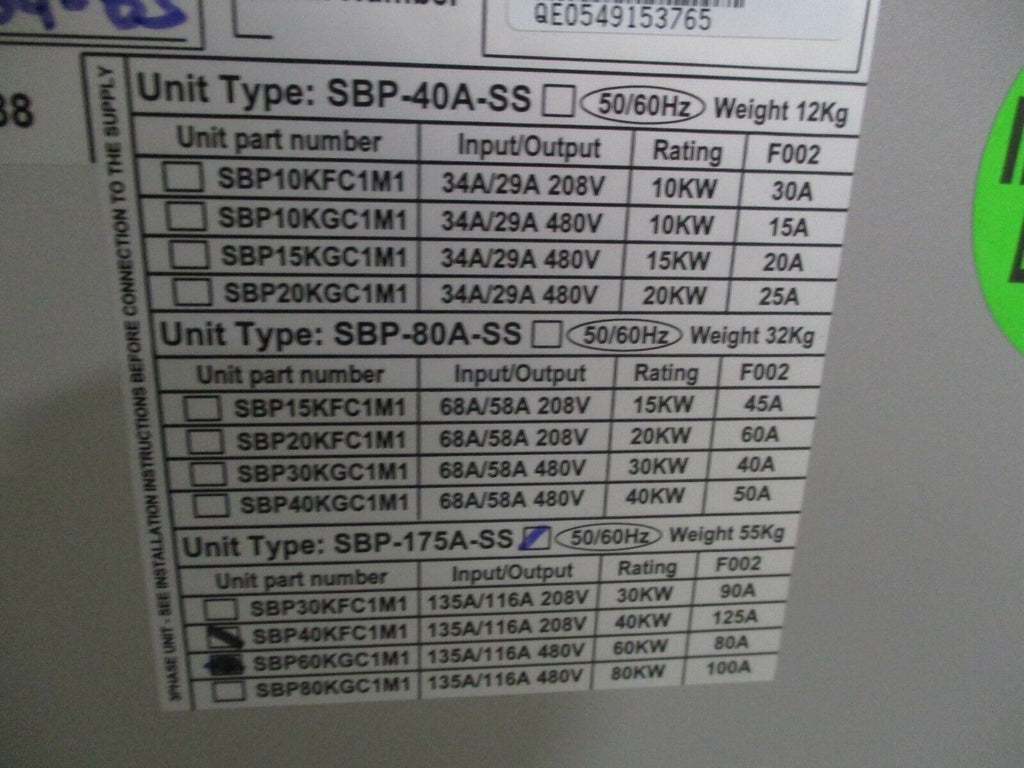 QE0549153765
38
3PHASE UNIT - SEE INSTALLATION INSTRUCTIONS BEFORE CONNECTION TO THE SUPPLY
Unit Type: SBP-40A-SS 50/60Hz Weight 12Kg
Unit part number Input/Output Rating F002
SBP10KFC1M1 34A/29A 208V 10KW 30A
SBP10KGC1M1 34A/29A 480V 10KW 15A
SBP15KGC1M1 34A/29A 480V 15KW 20A
SBP20KGC1M1 34A/29A 480V 20KW 25A
Unit Type: SBP-80A-SS 50/60Hz Weight 32Kg
Unit part number Input/Output Rating F002
SBP15KFC1M1 68A/58A 208V 15KW 45A
SBP20KFC1M1 68A/58A 208V 20KW 60A
SBP30KGC1M1 68A/58A 480V 30KW 40A
SBP40KGC1M1 68A/58A 480V 40KW 50A
Unit Type: SBP-175A-SS 50/60Hz Weight 55Kg
Unit part number Input/Output Rating F002
SBP30KFC1M1 135A/116A 208V 30KW 90A
SBP40KFC1M1 135A/116A 208V 40KW 125A
SBP60KGC1M1 135A/116A 480V 60KW 80A
SBP80KGC1M1 135A/116A 480V 80KW 100A